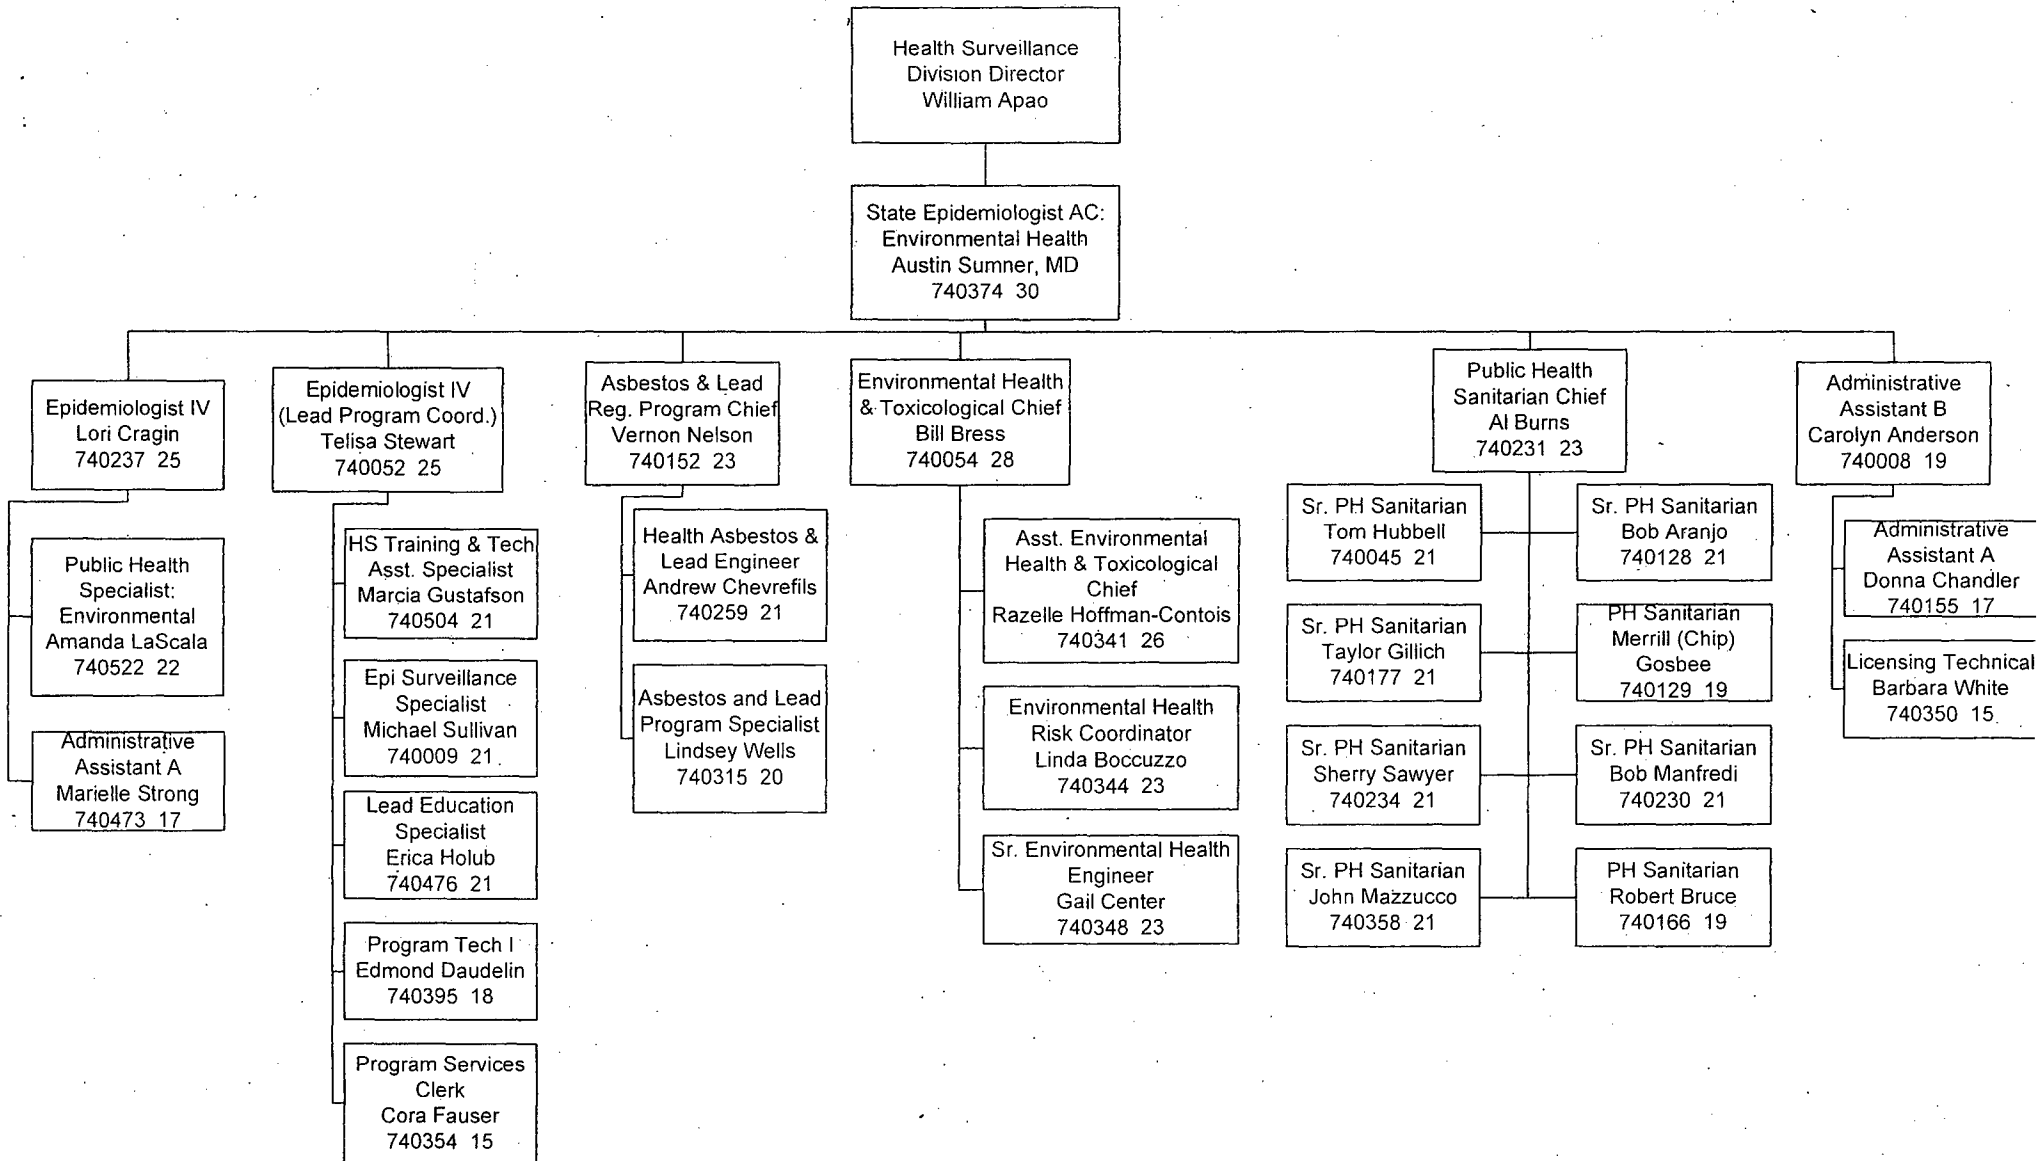 Health Surveillance
Division Director
William Apao
State Epidemiologist AC:
Environmental Health
Austin Sumner, MD
740374 30
Epidemiologist IV
Lori Cragin
740237 25
Public Health
Specialist:
Environmental
Amanda LaScala
740522 22
Administrative
Assistant A
Marielle Strong
740473 17
Epidemiologist IV
(Lead Program Coord.)
Telisa Stewart
740052 25
HS Training & Tech
Asst. Specialist
Marcia Gustafson
740504 21
Epi Surveillance
Specialist
Michael Sullivan
740009 21
Lead Education
Specialist
Erica Holub
740476 21
Program Tech I
Edmond Daudelin
740395 18
Program Services
Clerk
Cora Fauser
740354 15
Asbestos & Lead
Reg. Program Chief
Vernon Nelson
740152 23
Health Asbestos &
Lead Engineer
Andrew Chevrefils
740259 21
Asbestos and Lead
Program Specialist
Lindsey Wells
740315 20
Environmental Health
& Toxicological Chief
Bill Bress
740054 28
Asst. Environmental
Health & Toxicological
Chief
Razelle Hoffman-Contois
740341 26
Environmental Health
Risk Coordinator
Linda Boccuzzo
740344 23
Sr. Environmental Health
Engineer
Gail Center
740348 23
Public Health
Sanitarian Chief
Al Burns
740231 23
Sr. PH Sanitarian
Tom Hubbell
740045 21
Sr. PH Sanitarian
Bob Aranjo
740128 21
Sr. PH Sanitarian
Taylor Gillich
740177 21
PH Sanitarian
Merrill (Chip)
Gosbee
740129 19
Sr. PH Sanitarian
Sherry Sawyer
740234 21
Sr. PH Sanitarian
Bob Manfredi
740230 21
Sr. PH Sanitarian
John Mazzucco
740358 21
PH Sanitarian
Robert Bruce
740166 19
Administrative
Assistant B
Carolyn Anderson
740008 19
Administrative
Assistant A
Donna Chandler
740155 17
Licensing Technical
Barbara White
740350 15